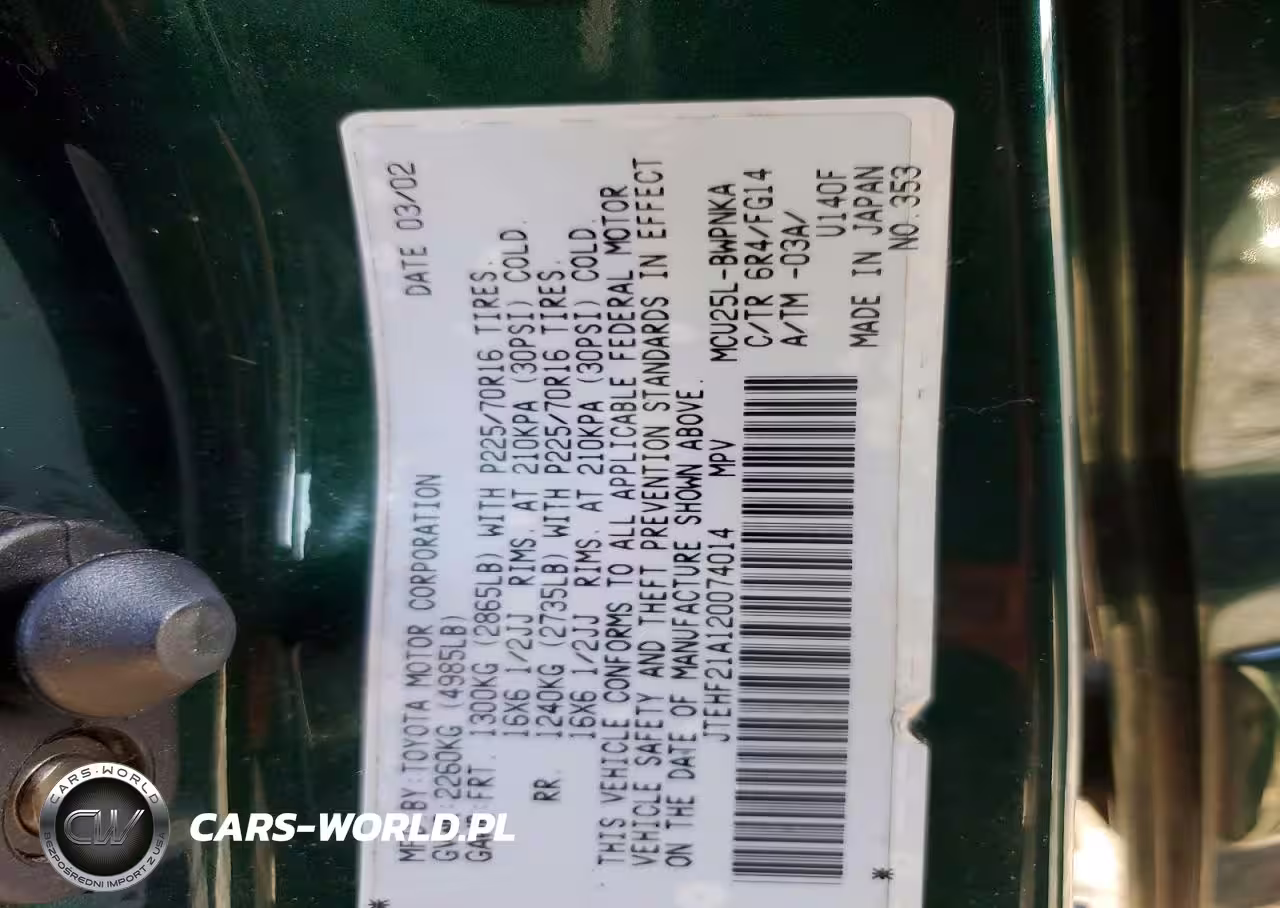 MFD BY:TOYOTA MOTOR CORPORATION DATE 03/02
GVWR:2260KG (4985LB)
GAWR:FRT. 1300KG (2865LB) WITH P225/70R16 TIRES.
16X6 1/2JJ RIMS. AT 210KPA (30PSI) COLD.
RR. 1240KG (2735LB) WITH P225/70R16 TIRES.
16X6 1/2JJ RIMS. AT 210KPA (30PSI) COLD.
THIS VEHICLE CONFORMS TO ALL APPLICABLE FEDERAL MOTOR
VEHICLE SAFETY AND THEFT PREVENTION STANDARDS IN EFFECT
ON THE DATE OF MANUFACTURE SHOWN ABOVE.
JTEHF21A120074014 MPV
MCU25L-BWPNKA
C/TR 6R4/FG14
A/TM -03A/
U140F
MADE IN JAPAN
NO.353
CARS-WORLD
CW
BEZPOŚREDNI IMPORT Z USA
CARS-WORLD.PL